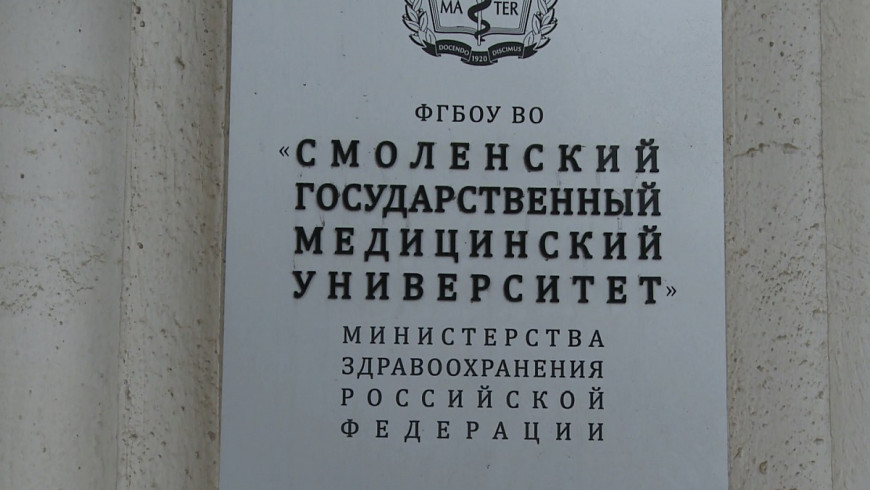 MA TER
DOCENDO 1920 DISCIMUS
ФГБОУ ВО
«СМОЛЕНСКИЙ
ГОСУДАРСТВЕННЫЙ
МЕДИЦИНСКИЙ
УНИВЕРСИТЕТ»
МИНИСТЕРСТВА
ЗДРАВООХРАНЕНИЯ
РОССИЙСКОЙ
ФЕДЕРАЦИИ